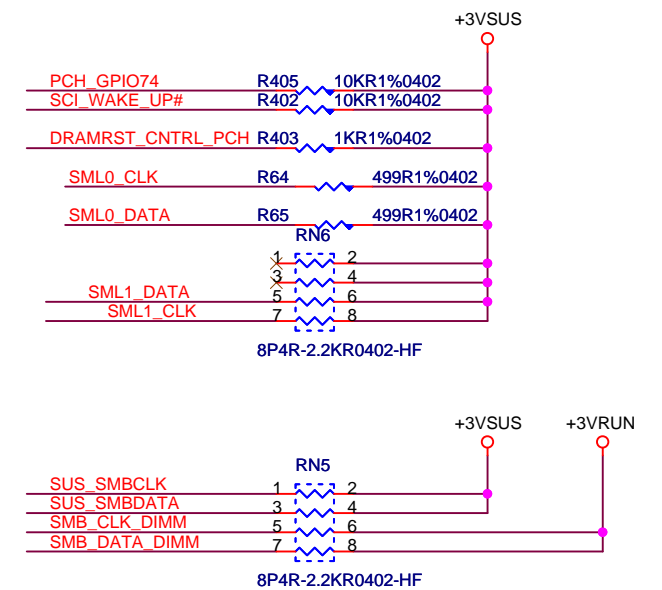 +3VSUS
PCH_GPIO74 R405 10KR1%0402
SCI_WAKE_UP# R402 10KR1%0402
DRAMRST_CNTRL_PCH R403 1KR1%0402
SML0_CLK R64 499R1%0402
SML0_DATA R65 499R1%0402
RN6
1 2
3 4
SML1_DATA 5 6
SML1_CLK 7 8
8P4R-2.2KR0402-HF
+3VSUS +3VRUN
RN5
SUS_SMBCLK 1 2
SUS_SMBDATA 3 4
SMB_CLK_DIMM 5 6
SMB_DATA_DIMM 7 8
8P4R-2.2KR0402-HF